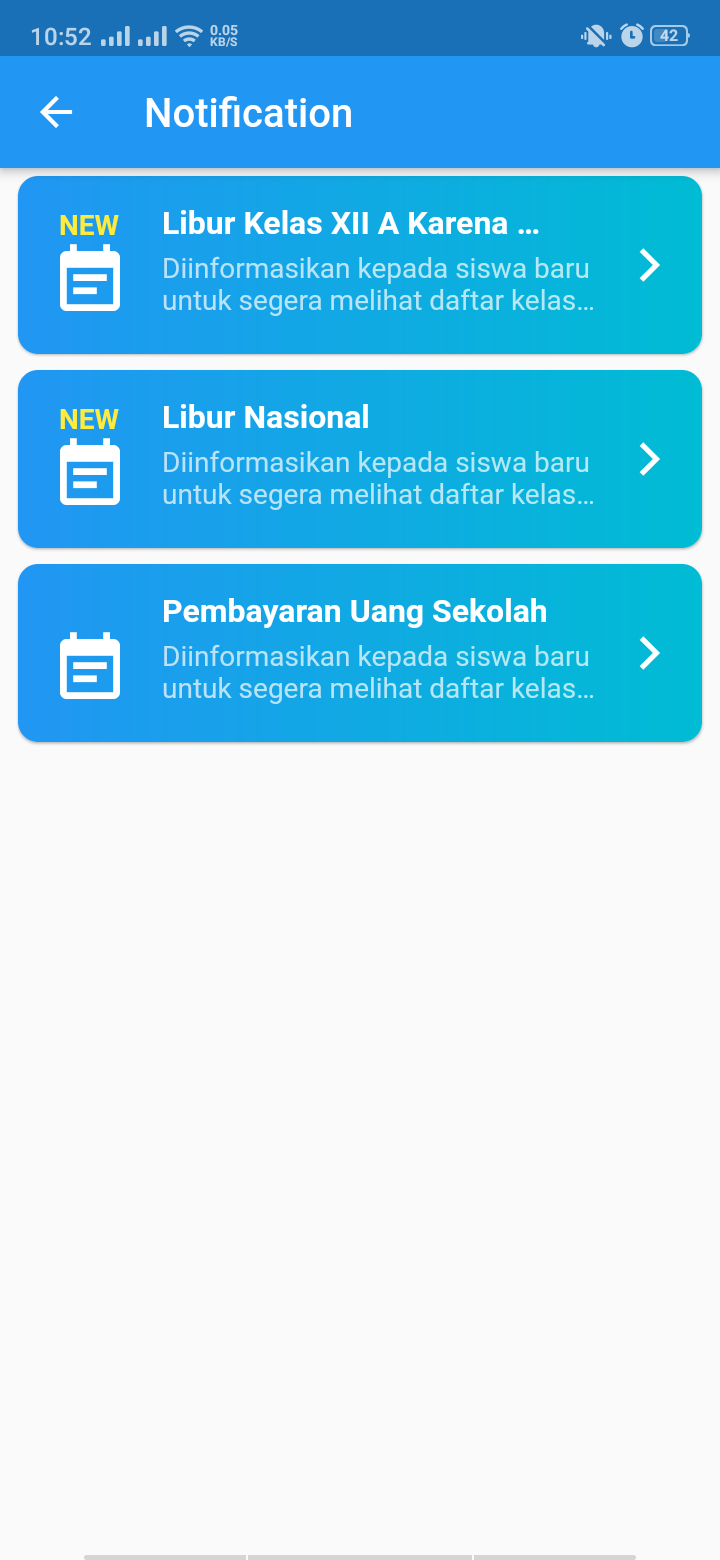 10:52
0.05
KB/S
42
Notification
NEW
Libur Kelas XII A Karena ...
Diinformasikan kepada siswa baru
untuk segera melihat daftar kelas...
NEW
Libur Nasional
Diinformasikan kepada siswa baru
untuk segera melihat daftar kelas...
Pembayaran Uang Sekolah
Diinformasikan kepada siswa baru
untuk segera melihat daftar kelas...